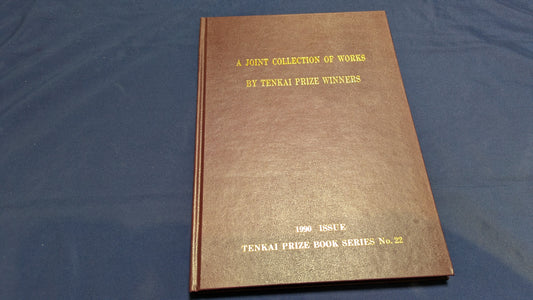 A JOINT COLLECTION OF WORKS
BY TENKAI PRIZE WINNERS
1990 ISSUE
TENKAI PRIZE BOOK SERIES No.22